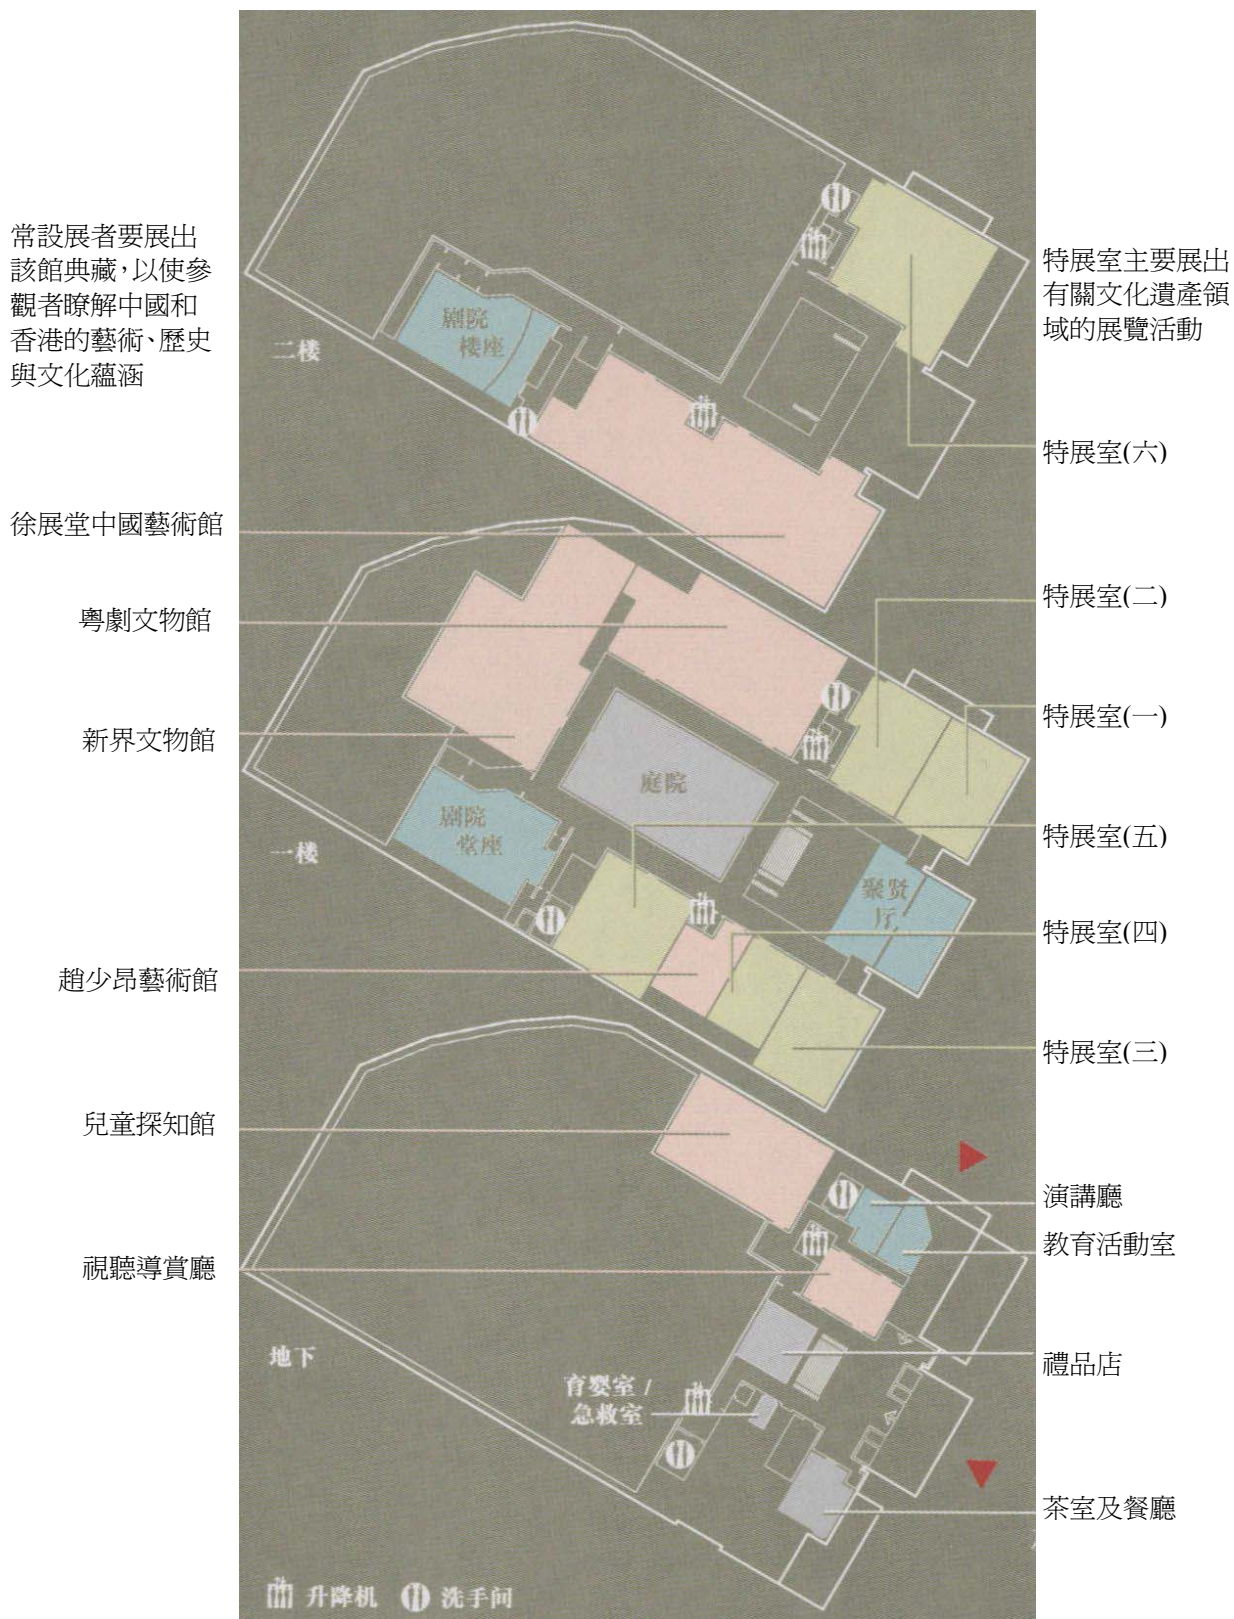 常設展者要展出
該館典藏，以使參
觀者瞭解中國和
香港的藝術、歷史
與文化蘊涵
特展室主要展出
有關文化遺產領
域的展覽活動
剧院
楼座
二楼
特展室(六)
徐展堂中國藝術館
特展室(二)
粵劇文物館
特展室(一)
新界文物館
庭院
剧院
堂座
特展室(五)
一楼
聚贤
厅
特展室(四)
趙少昂藝術館
特展室(三)
兒童探知館
演講廳
教育活動室
視聽導賞廳
地下
禮品店
育婴室 /
急救室
茶室及餐廳
升降机
洗手间